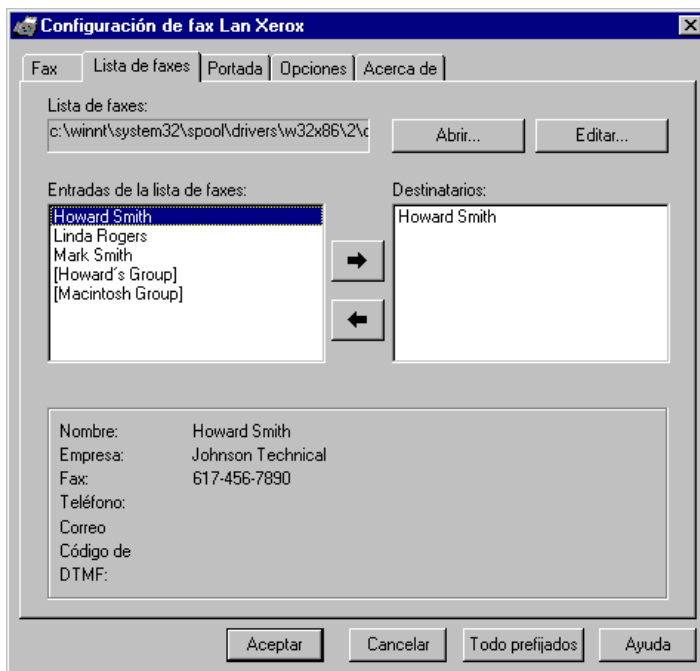 Configuración de fax Lan Xerox
Fax
Lista de faxes
Portada
Opciones
Acerca de
Lista de faxes:
c:\winnt\system32\spool\drivers\w32x86\2\c
Abrir...
Editar...
Entradas de la lista de faxes:
Howard Smith
Linda Rogers
Mark Smith
[Howard´s Group]
[Macintosh Group]
Destinatarios:
Howard Smith
Nombre: Howard Smith
Empresa: Johnson Technical
Fax: 617-456-7890
Teléfono:
Correo
Código de
DTMF:
Aceptar
Cancelar
Todo prefijados
Ayuda